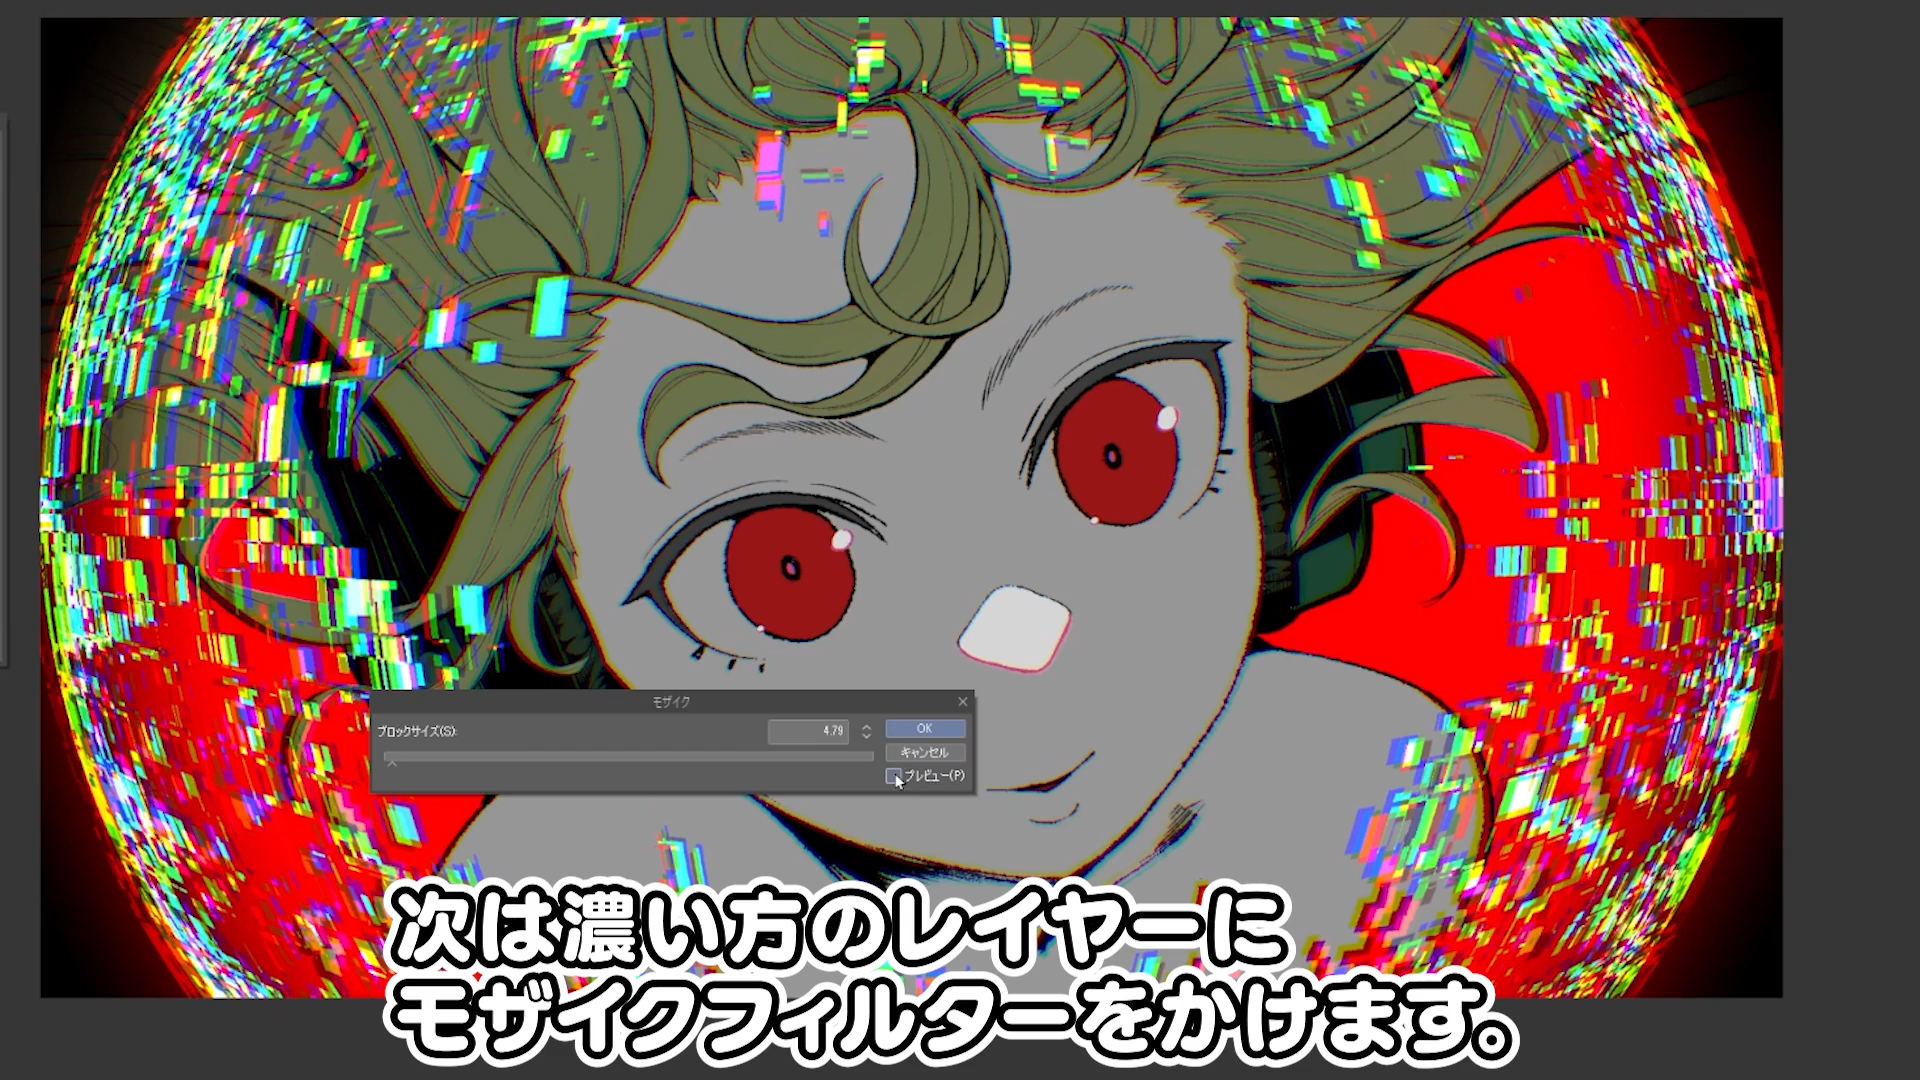 モザイク
ブロックサイズ(S):
4.79
OK
キャンセル
プレビュー(P)
次は濃い方のレイヤーに
モザイクフィルターをかけます。